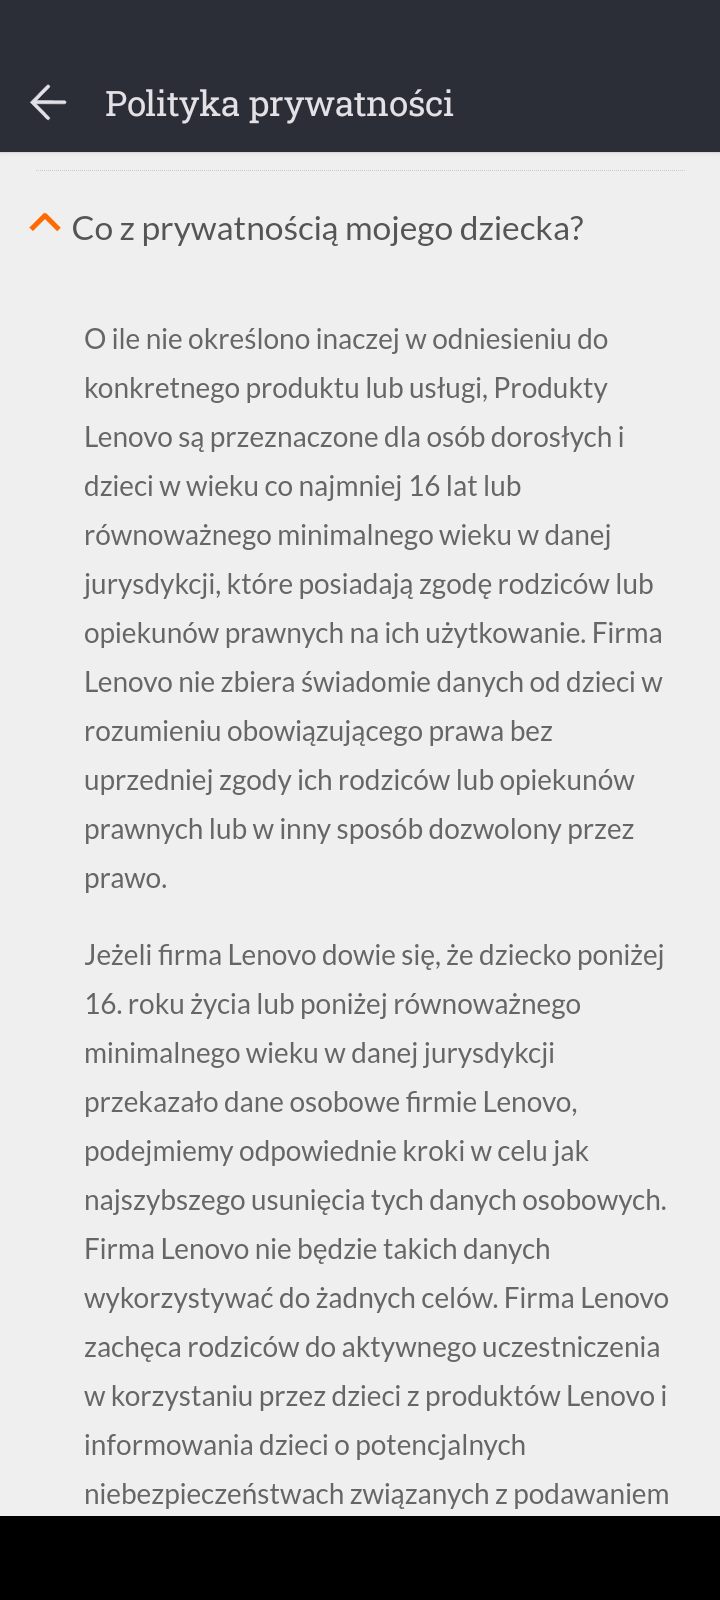 Polityka prywatności
Co z prywatnością mojego dziecka?
O ile nie określono inaczej w odniesieniu do
konkretnego produktu lub usługi, Produkty
Lenovo są przeznaczone dla osób dorosłych i
dzieci w wieku co najmniej 16 lat lub
równoważnego minimalnego wieku w danej
jurysdykcji, które posiadają zgodę rodziców lub
opiekunów prawnych na ich użytkowanie. Firma
Lenovo nie zbiera świadomie danych od dzieci w
rozumieniu obowiązującego prawa bez
uprzedniej zgody ich rodziców lub opiekunów
prawnych lub w inny sposób dozwolony przez
prawo.
Jeżeli firma Lenovo dowie się, że dziecko poniżej
16. roku życia lub poniżej równoważnego
minimalnego wieku w danej jurysdykcji
przekazało dane osobowe firmie Lenovo,
podejmiemy odpowiednie kroki w celu jak
najszybszego usunięcia tych danych osobowych.
Firma Lenovo nie będzie takich danych
wykorzystywać do żadnych celów. Firma Lenovo
zachęca rodziców do aktywnego uczestniczenia
w korzystaniu przez dzieci z produktów Lenovo i
informowania dzieci o potencjalnych
niebezpieczeństwach związanych z podawaniem